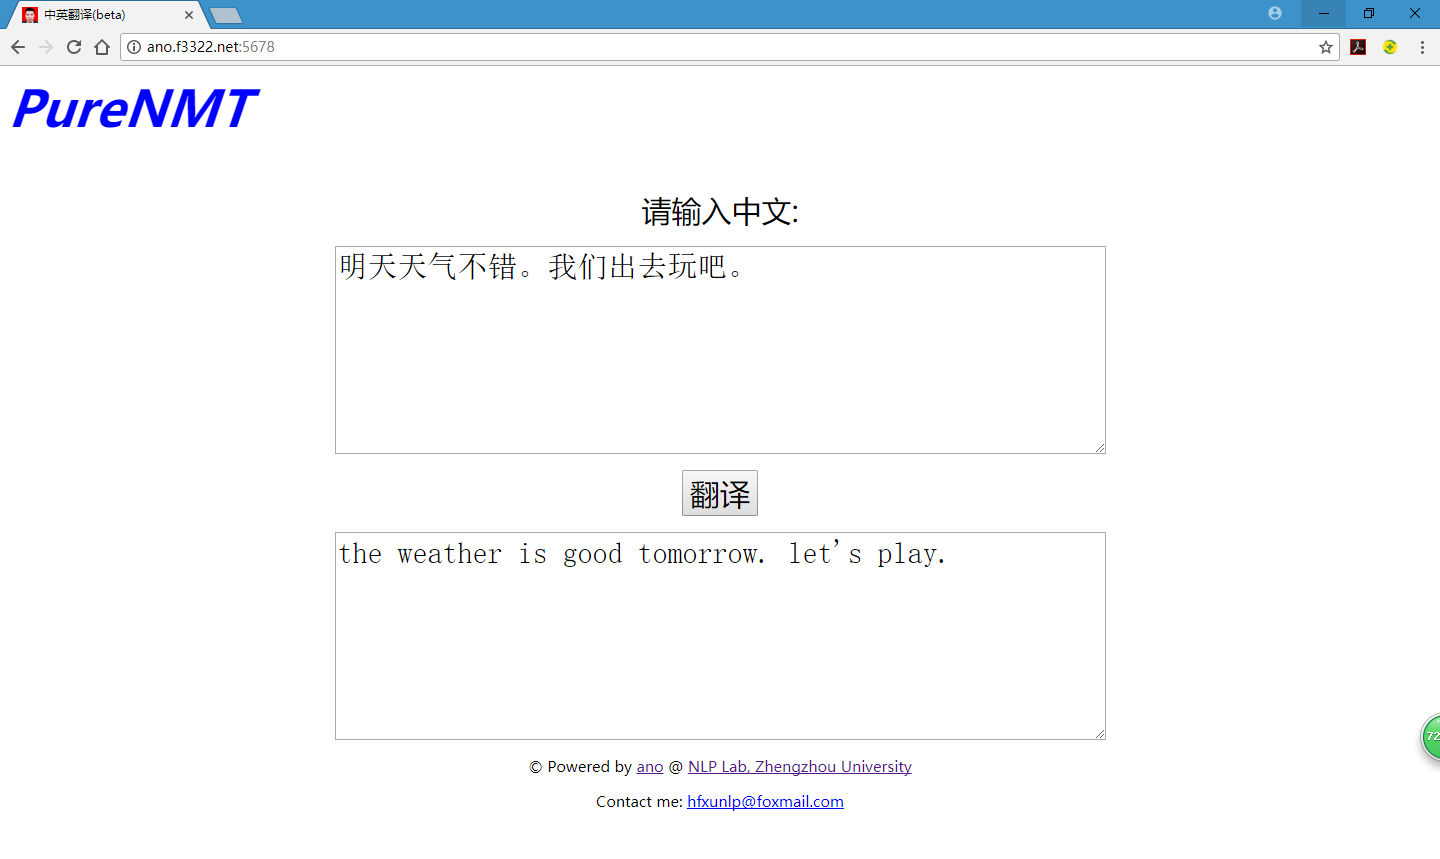 中英翻译(beta)
ano.f3322.net:5678
PureNMT
请输入中文:
明天天气不错。我们出去玩吧。
翻译
the weather is good tomorrow. let's play.
© Powered by ano @ NLP Lab, Zhengzhou University
72
Contact me: hfxunlp@foxmail.com